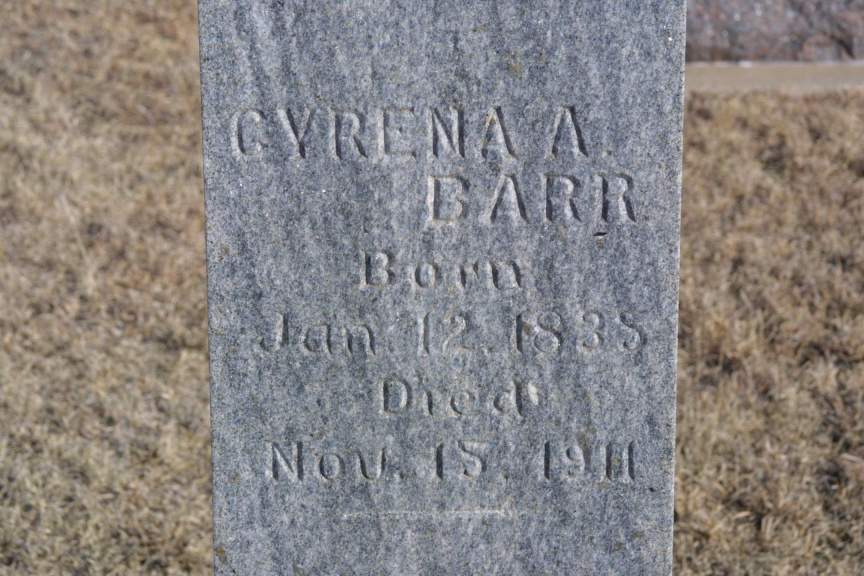 CYRENA A.
BARR
Born
Jan. 12, 1835
Died
Nov. 15, 1911